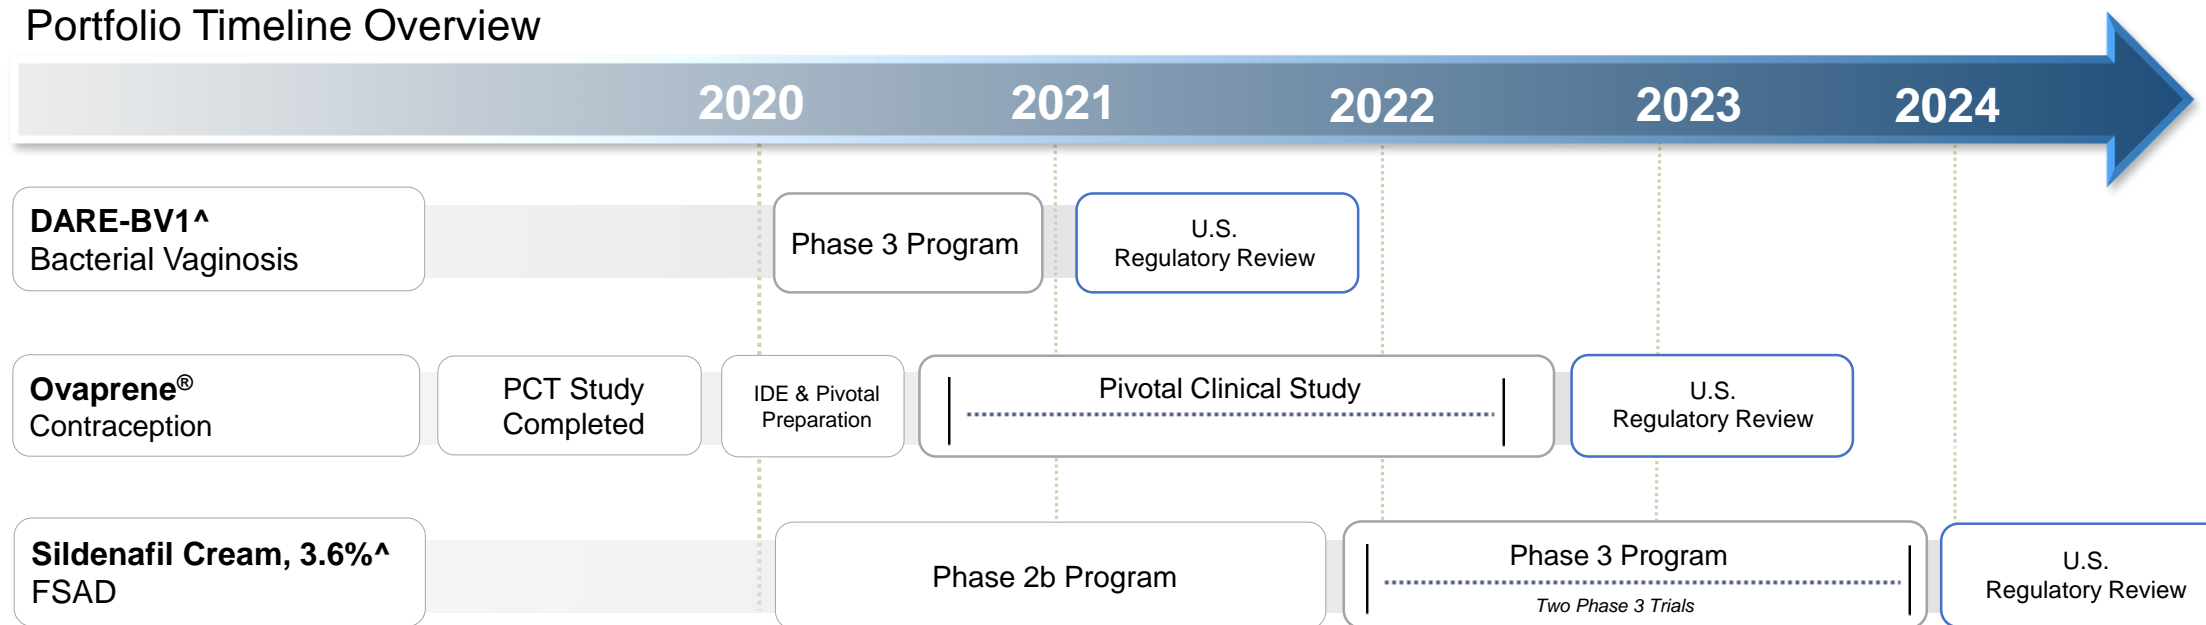 Portfolio Timeline Overview
2020 2021 2022 2023 2024
DARE-BV1^
Bacterial Vaginosis
Phase 3 Program
U.S.
Regulatory Review
Ovaprene®
Contraception
PCT Study
Completed
IDE & Pivotal
Preparation
Pivotal Clinical Study
U.S.
Regulatory Review
Sildenafil Cream, 3.6%^
FSAD
Phase 2b Program
Phase 3 Program
Two Phase 3 Trials
U.S.
Regulatory Review